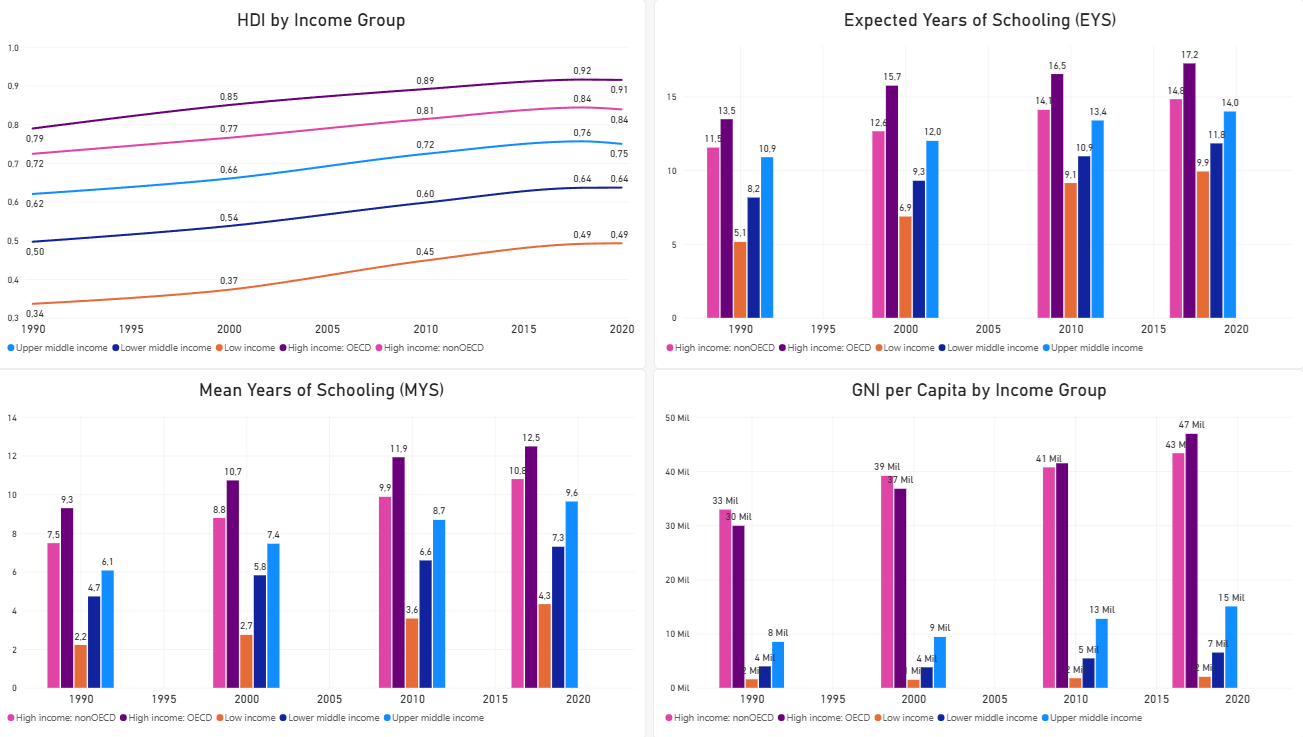 HDI by Income Group
1,0
0,9
0,8
0,7
0,6
0,5
0,4
0,3
0,79
0,72
0,62
0,50
0,34
0,85
0,77
0,66
0,54
0,37
0,89
0,81
0,72
0,60
0,45
0,92
0,84
0,76
0,64
0,49
0,91
0,84
0,75
0,64
0,49
1990 1995 2000 2005 2010 2015 2020
Upper middle income Lower middle income Low income High income: OECD High income: nonOECD
Expected Years of Schooling (EYS)
15
10
5
0
11,5 13,5 5,1 8,2 10,9
12,6 15,7 6,9 9,3 12,0
14,1 16,5 9,1 10,9 13,4
14,8 17,2 9,9 11,8 14,0
1990 1995 2000 2005 2010 2015 2020
High income: nonOECD High income: OECD Low income Lower middle income Upper middle income
Mean Years of Schooling (MYS)
14
12
10
8
6
4
2
0
7,5 9,3 2,2 4,7 6,1
8,8 10,7 2,7 5,8 7,4
9,9 11,9 3,6 6,6 8,7
10,8 12,5 4,3 7,3 9,6
1990 1995 2000 2005 2010 2015 2020
High income: nonOECD High income: OECD Low income Lower middle income Upper middle income
GNI per Capita by Income Group
50 Mil
40 Mil
30 Mil
20 Mil
10 Mil
0 Mil
33 Mil 30 Mil 2 Mil 4 Mil 8 Mil
39 Mil 37 Mil 1 Mil 4 Mil 9 Mil
41 Mil 2 Mil 5 Mil 13 Mil
43 Mil 47 Mil 2 Mil 7 Mil 15 Mil
1990 1995 2000 2005 2010 2015 2020
High income: nonOECD High income: OECD Low income Lower middle income Upper middle income